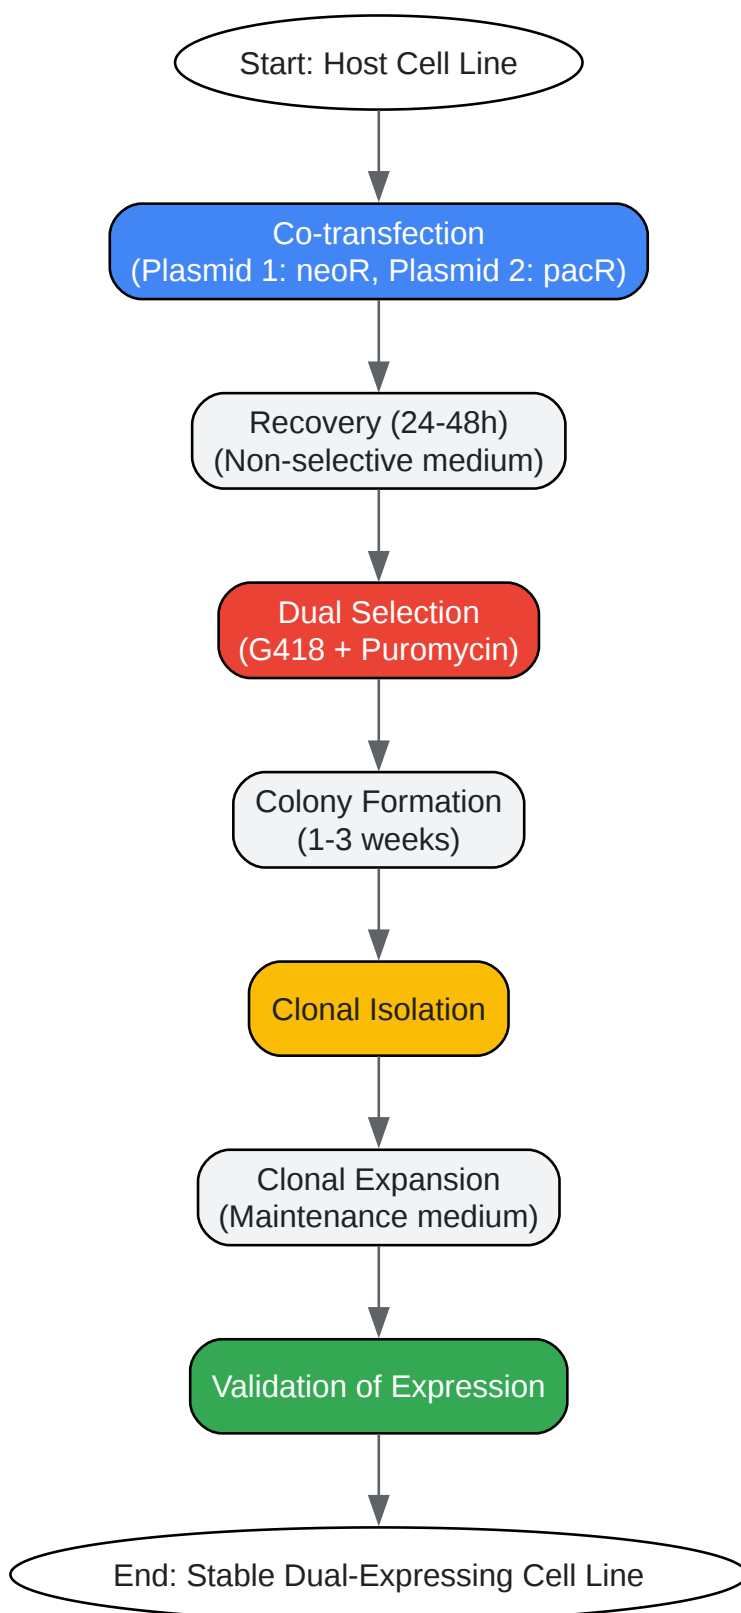 Start: Host Cell Line
Co-transfection
(Plasmid 1: neoR, Plasmid 2: pacR)
Recovery (24-48h)
(Non-selective medium)
Dual Selection
(G418 + Puromycin)
Colony Formation
(1-3 weeks)
Clonal Isolation
Clonal Expansion
(Maintenance medium)
Validation of Expression
End: Stable Dual-Expressing Cell Line